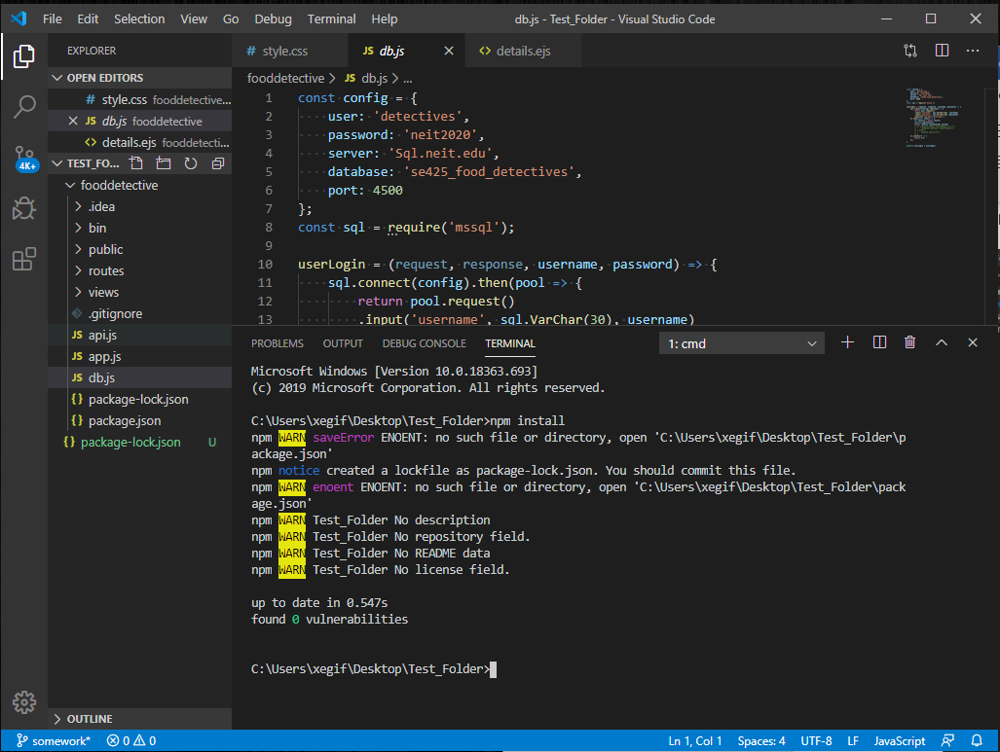 File Edit Selection View Go Debug Terminal Help db.js - Test_Folder - Visual Studio Code
EXPLORER
OPEN EDITORS
# style.css fooddetective...
JS db.js fooddetective
<> details.ejs fooddetecti...
TEST_FO...
fooddetective
.idea
bin
public
routes
views
.gitignore
JS api.js
JS app.js
JS db.js
{} package-lock.json
{} package.json
{} package-lock.json U
OUTLINE
4K+
# style.css JS db.js <> details.ejs
fooddetective > JS db.js > ...
1 const config = {
2 user: 'detectives',
3 password: 'neit2020',
4 server: 'Sql.neit.edu',
5 database: 'se425_food_detectives',
6 port: 4500
7 };
8 const sql = require('mssql');
9
10 userLogin = (request, response, username, password) => {
11 sql.connect(config).then(pool => {
12 return pool.request()
13 .input('username', sql.VarChar(30), username)
PROBLEMS OUTPUT DEBUG CONSOLE TERMINAL 1: cmd
Microsoft Windows [Version 10.0.18363.693]
(c) 2019 Microsoft Corporation. All rights reserved.
C:\Users\xegif\Desktop\Test_Folder>npm install
npm WARN saveError ENOENT: no such file or directory, open 'C:\Users\xegif\Desktop\Test_Folder\p
ackage.json'
npm notice created a lockfile as package-lock.json. You should commit this file.
npm WARN enoent ENOENT: no such file or directory, open 'C:\Users\xegif\Desktop\Test_Folder\pack
age.json'
npm WARN Test_Folder No description
npm WARN Test_Folder No repository field.
npm WARN Test_Folder No README data
npm WARN Test_Folder No license field.
up to date in 0.547s
found 0 vulnerabilities
C:\Users\xegif\Desktop\Test_Folder>
somework* 0 0 Ln 1, Col 1 Spaces: 4 UTF-8 LF JavaScript